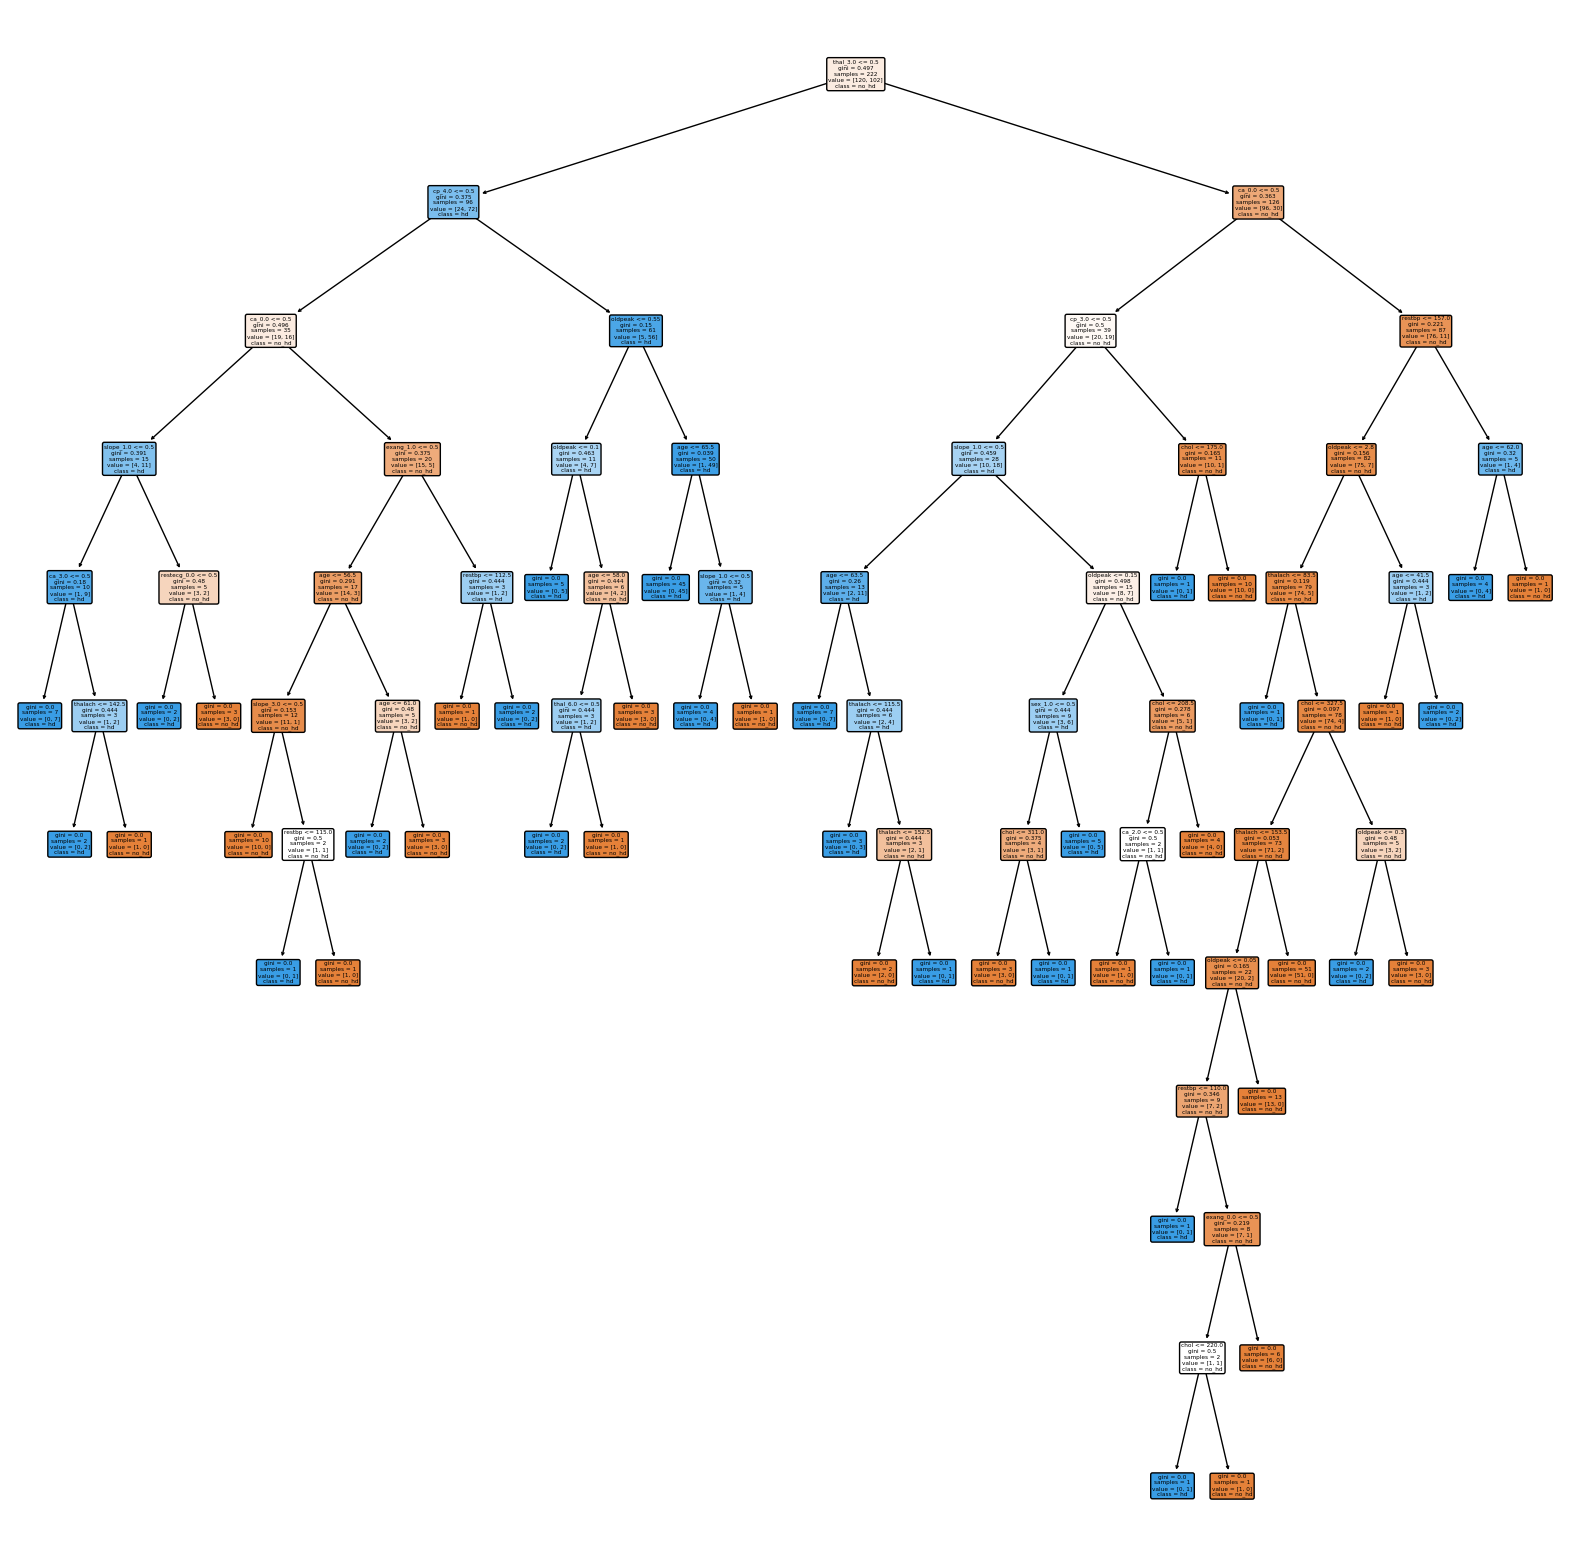 thal_3.0 <= 0.5
gini = 0.497
samples = 222
value = [120, 102]
class = no_hd
cp_4.0 <= 0.5
gini = 0.375
samples = 96
value = [24, 72]
class = hd
ca_0.0 <= 0.5
gini = 0.363
samples = 126
value = [96, 30]
class = no_hd
ca_0.0 <= 0.5
gini = 0.496
samples = 35
value = [19, 16]
class = no_hd
oldpeak <= 0.55
gini = 0.15
samples = 61
value = [5, 56]
class = hd
cp_3.0 <= 0.5
gini = 0.5
samples = 39
value = [20, 19]
class = no_hd
restbp <= 157.0
gini = 0.221
samples = 87
value = [76, 11]
class = no_hd
slope_1.0 <= 0.5
gini = 0.391
samples = 15
value = [4, 11]
class = hd
exang_1.0 <= 0.5
gini = 0.375
samples = 20
value = [15, 5]
class = no_hd
oldpeak <= 0.1
gini = 0.463
samples = 11
value = [4, 7]
class = hd
age <= 65.5
gini = 0.039
samples = 50
value = [1, 49]
class = hd
slope_1.0 <= 0.5
gini = 0.459
samples = 28
value = [10, 18]
class = hd
chol <= 175.0
gini = 0.165
samples = 11
value = [10, 1]
class = no_hd
oldpeak <= 2.8
gini = 0.156
samples = 82
value = [75, 7]
class = no_hd
age <= 62.0
gini = 0.32
samples = 5
value = [1, 4]
class = hd
ca_3.0 <= 0.5
gini = 0.18
samples = 10
value = [1, 9]
class = hd
restecg_0.0 <= 0.5
gini = 0.48
samples = 5
value = [3, 2]
class = no_hd
age <= 56.5
gini = 0.291
samples = 17
value = [14, 3]
class = no_hd
restbp <= 112.5
gini = 0.444
samples = 3
value = [1, 2]
class = hd
gini = 0.0
samples = 5
value = [0, 5]
class = hd
age <= 58.0
gini = 0.444
samples = 6
value = [4, 2]
class = no_hd
gini = 0.0
samples = 45
value = [0, 45]
class = hd
slope_1.0 <= 0.5
gini = 0.32
samples = 5
value = [1, 4]
class = hd
age <= 63.5
gini = 0.26
samples = 13
value = [2, 11]
class = hd
oldpeak <= 0.15
gini = 0.498
samples = 15
value = [8, 7]
class = no_hd
gini = 0.0
samples = 1
value = [0, 1]
class = hd
gini = 0.0
samples = 10
value = [10, 0]
class = no_hd
thalach <= 83.5
gini = 0.119
samples = 79
value = [74, 5]
class = no_hd
age <= 41.5
gini = 0.444
samples = 3
value = [1, 2]
class = hd
gini = 0.0
samples = 4
value = [0, 4]
class = hd
gini = 0.0
samples = 1
value = [1, 0]
class = no_hd
gini = 0.0
samples = 7
value = [0, 7]
class = hd
thalach <= 142.5
gini = 0.444
samples = 3
value = [1, 2]
class = hd
gini = 0.0
samples = 2
value = [0, 2]
class = hd
gini = 0.0
samples = 3
value = [3, 0]
class = no_hd
slope_3.0 <= 0.5
gini = 0.153
samples = 12
value = [11, 1]
class = no_hd
age <= 61.0
gini = 0.48
samples = 5
value = [3, 2]
class = no_hd
gini = 0.0
samples = 1
value = [1, 0]
class = no_hd
gini = 0.0
samples = 2
value = [0, 2]
class = hd
thal_6.0 <= 0.5
gini = 0.444
samples = 3
value = [1, 2]
class = hd
gini = 0.0
samples = 3
value = [3, 0]
class = no_hd
gini = 0.0
samples = 4
value = [0, 4]
class = hd
gini = 0.0
samples = 1
value = [1, 0]
class = no_hd
gini = 0.0
samples = 7
value = [0, 7]
class = hd
thalach <= 115.5
gini = 0.444
samples = 6
value = [2, 4]
class = hd
sex_1.0 <= 0.5
gini = 0.444
samples = 9
value = [3, 6]
class = hd
chol <= 208.5
gini = 0.278
samples = 6
value = [5, 1]
class = no_hd
gini = 0.0
samples = 1
value = [0, 1]
class = hd
chol <= 327.5
gini = 0.097
samples = 78
value = [74, 4]
class = no_hd
gini = 0.0
samples = 1
value = [1, 0]
class = no_hd
gini = 0.0
samples = 2
value = [0, 2]
class = hd
gini = 0.0
samples = 2
value = [0, 2]
class = hd
gini = 0.0
samples = 1
value = [1, 0]
class = no_hd
gini = 0.0
samples = 10
value = [10, 0]
class = no_hd
restbp <= 115.0
gini = 0.5
samples = 2
value = [1, 1]
class = no_hd
gini = 0.0
samples = 2
value = [0, 2]
class = hd
gini = 0.0
samples = 3
value = [3, 0]
class = no_hd
gini = 0.0
samples = 2
value = [0, 2]
class = hd
gini = 0.0
samples = 1
value = [1, 0]
class = no_hd
gini = 0.0
samples = 3
value = [0, 3]
class = hd
thalach <= 152.5
gini = 0.444
samples = 3
value = [2, 1]
class = no_hd
chol <= 311.0
gini = 0.375
samples = 4
value = [3, 1]
class = no_hd
gini = 0.0
samples = 5
value = [0, 5]
class = hd
ca_2.0 <= 0.5
gini = 0.5
samples = 2
value = [1, 1]
class = no_hd
gini = 0.0
samples = 4
value = [4, 0]
class = no_hd
thalach <= 153.5
gini = 0.053
samples = 73
value = [71, 2]
class = no_hd
oldpeak <= 0.3
gini = 0.48
samples = 5
value = [3, 2]
class = no_hd
gini = 0.0
samples = 1
value = [0, 1]
class = hd
gini = 0.0
samples = 1
value = [1, 0]
class = no_hd
gini = 0.0
samples = 2
value = [2, 0]
class = no_hd
gini = 0.0
samples = 1
value = [0, 1]
class = hd
gini = 0.0
samples = 3
value = [3, 0]
class = no_hd
gini = 0.0
samples = 1
value = [0, 1]
class = hd
gini = 0.0
samples = 1
value = [1, 0]
class = no_hd
gini = 0.0
samples = 1
value = [0, 1]
class = hd
oldpeak <= 0.05
gini = 0.165
samples = 22
value = [20, 2]
class = no_hd
gini = 0.0
samples = 51
value = [51, 0]
class = no_hd
gini = 0.0
samples = 2
value = [0, 2]
class = hd
gini = 0.0
samples = 3
value = [3, 0]
class = no_hd
restbp <= 110.0
gini = 0.346
samples = 9
value = [7, 2]
class = no_hd
gini = 0.0
samples = 13
value = [13, 0]
class = no_hd
gini = 0.0
samples = 1
value = [0, 1]
class = hd
exang_0.0 <= 0.5
gini = 0.219
samples = 8
value = [7, 1]
class = no_hd
chol <= 220.0
gini = 0.5
samples = 2
value = [1, 1]
class = no_hd
gini = 0.0
samples = 6
value = [6, 0]
class = no_hd
gini = 0.0
samples = 1
value = [0, 1]
class = hd
gini = 0.0
samples = 1
value = [1, 0]
class = no_hd